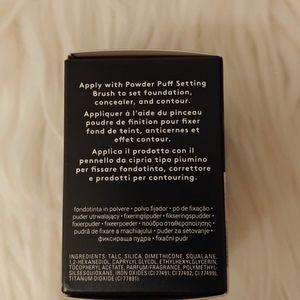 Apply with Powder Puff Setting
Brush to set foundation,
concealer, and contour.
Appliquer à l'aide du pinceau
poudre de finition pour fixer
fond de teint, anticernes et
effet contour.
Applica il prodotto con il
pennello da cipria tipo piumino
per fissare fondotinta,
correttore e prodotti per contouring.
fondotinta in polvere • polvo fijador • pó de fixação •
puder utrwalający • fixeringspuder • fikseringspudder •
fixierpuder • fixeerpoeder • πούδρα σταθεροποίησης •
pudră de fixare a machiajului • puder za setovanje •
фиксираща пудра • fixační pudr
INGREDIENTS: TALC, SILICA, DIMETHICONE, SQUALANE,
1,2-HEXANEDIOL, CAPRYLYL GLYCOL, ETHYLHEXYLGLYCERIN,
TOCOPHERYL ACETATE, PARFUM/FRAGRANCE, POLYMETHYL-
SILSESQUIOXANE, IRON OXIDES (CI 77491, CI 77492, CI 77499),
TITANIUM DIOXIDE (CI 77891).